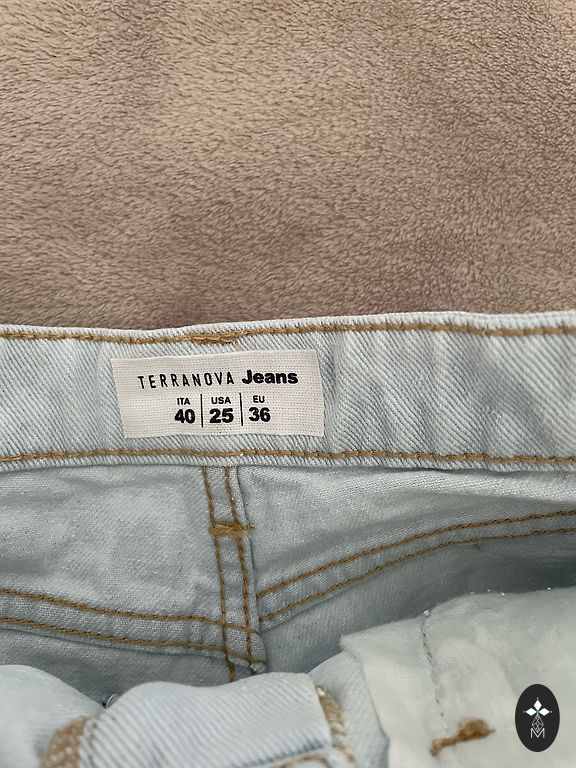 TERRANOVA Jeans
ITA USA EU
40 25 36
M